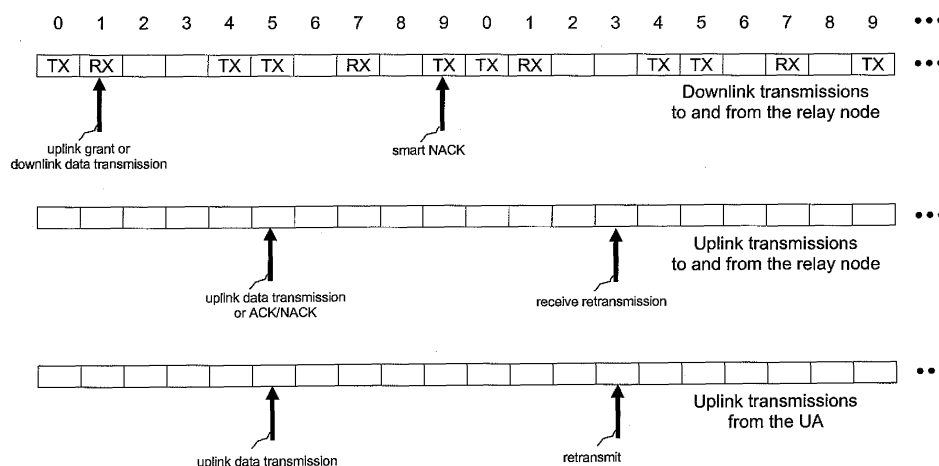 0 1 2 3 4 5 6 7 8 9 0 1 2 3 4 5 6 7 8 9 •••
TX RX TX TX RX TX TX RX TX TX RX TX •••
Downlink transmissions
to and from the relay node
uplink grant or
downlink data transmission
smart NACK
•••
Uplink transmissions
to and from the relay node
uplink data transmission
or ACK/NACK
receive retransmission
•••
Uplink transmissions
from the UA
uplink data transmission
retransmit